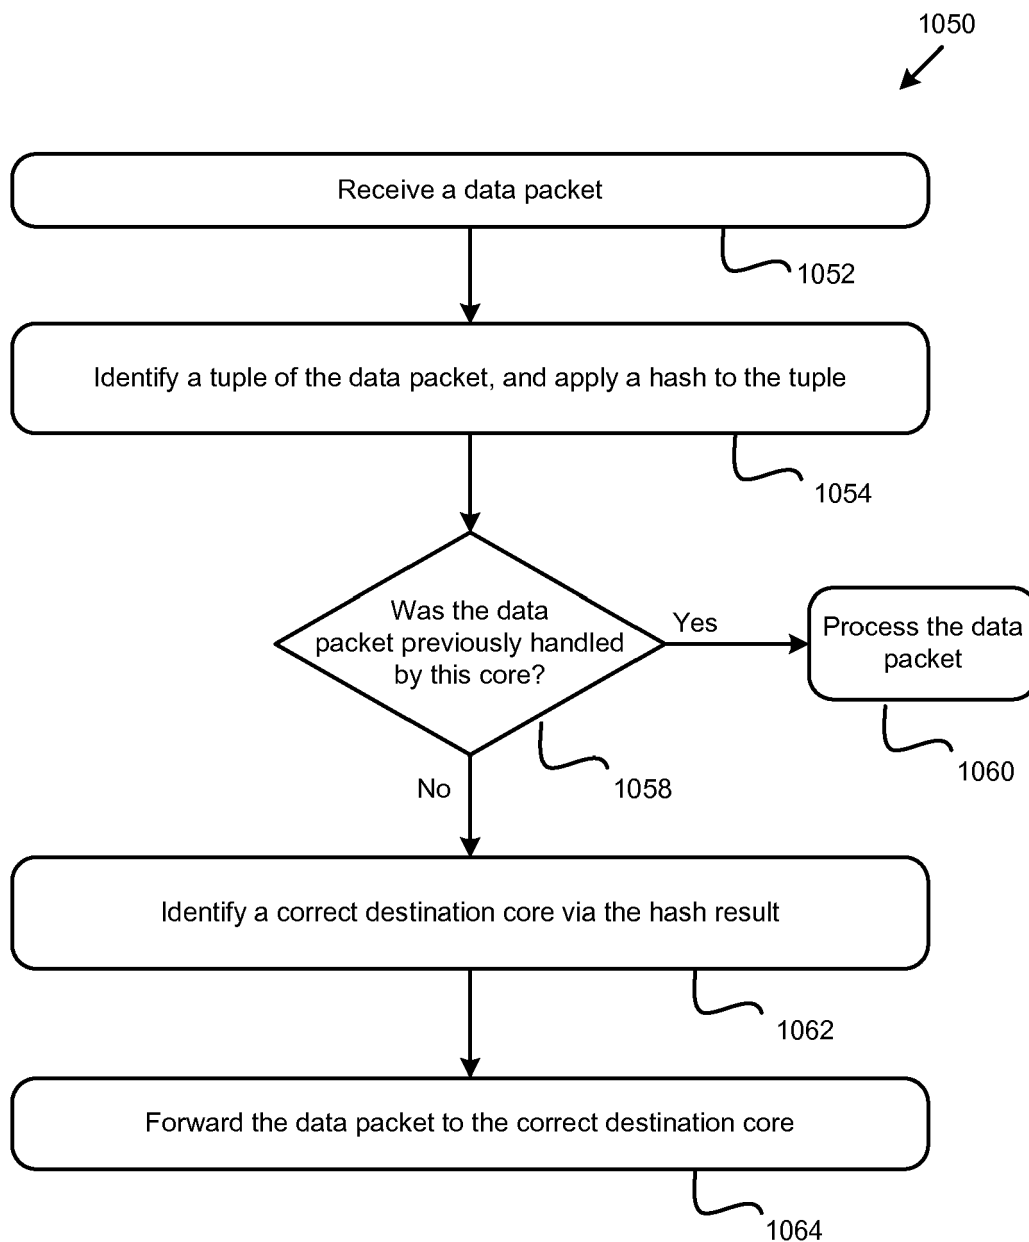 1050
Receive a data packet
1052
Identify a tuple of the data packet, and apply a hash to the tuple
1054
Was the data
packet previously handled
by this core?
Yes
Process the data
packet
1060
1058
No
Identify a correct destination core via the hash result
1062
Forward the data packet to the correct destination core
1064